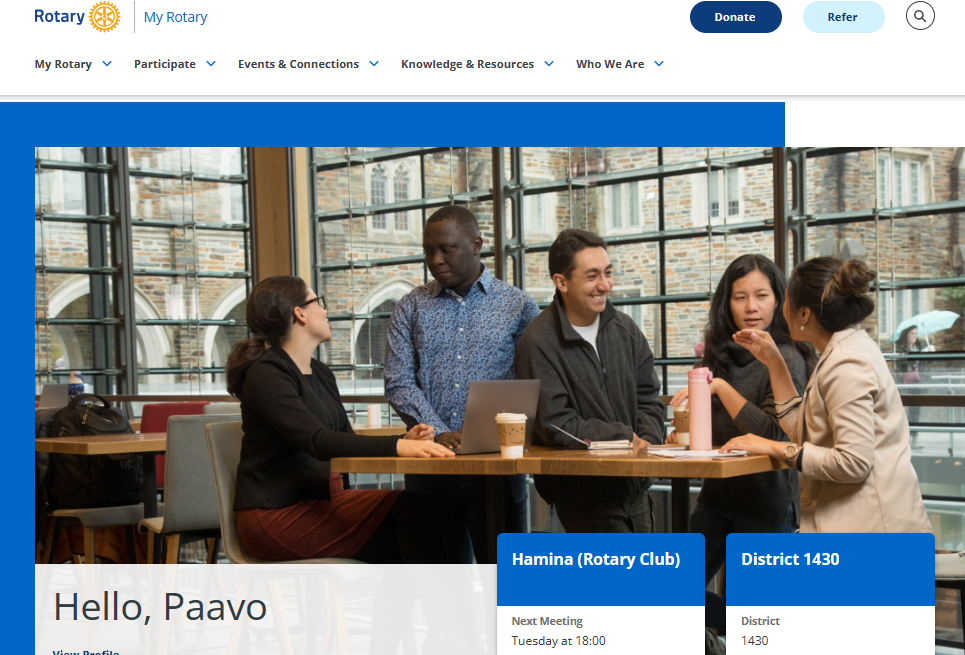 Rotary
My Rotary
Donate
Refer
My Rotary
Participate
Events & Connections
Knowledge & Resources
Who We Are
Hamina (Rotary Club)
District 1430
Hello, Paavo
Next Meeting
District
Tuesday at 18:00
1430
View Profile